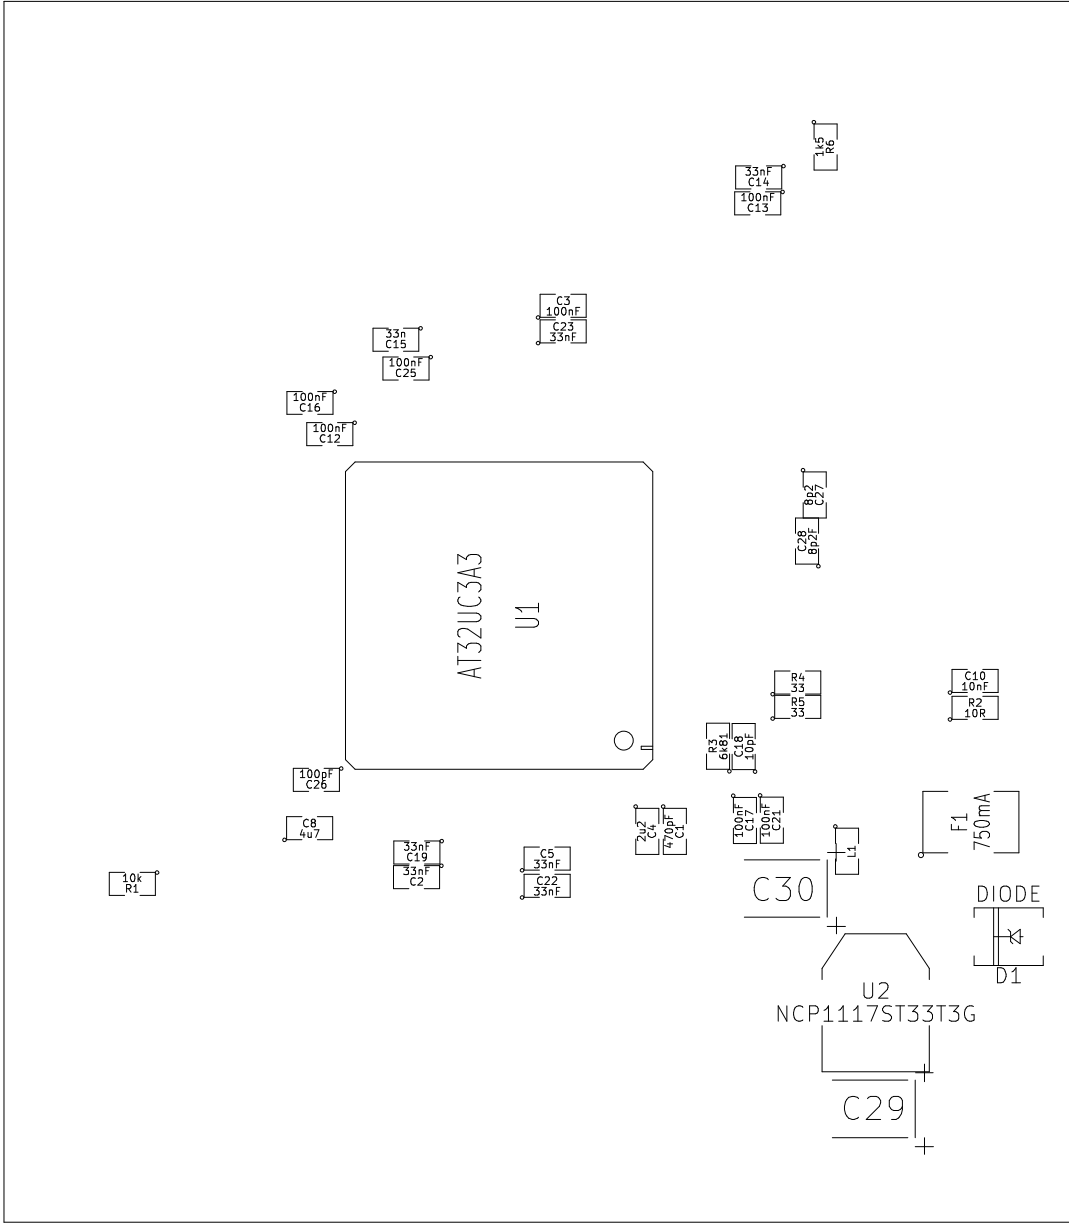 1k5
R6
33nF
C14
100nF
C13
C3
100nF
C23
33nF
33n
C15
100nF
C25
100nF
C16
100nF
C12
8p2
C27
C28
8p2F
AT32UC3A3
U1
R4
33
R5
33
C10
10nF
R2
10R
R3
6k81
C18
10pF
100pF
C26
C8
4u7
2u2
C4
470pF
C1
100nF
C17
100nF
C21
F1
750mA
L1
33nF
C19
33nF
C2
C5
33nF
C22
33nF
10k
R1
C30
DIODE
D1
U2
NCP1117ST33T3G
C29